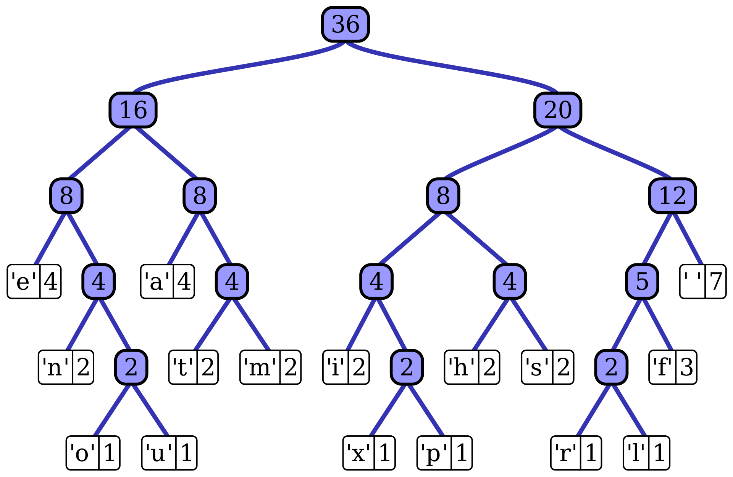 36
16 20
8 8 8 12
'e' 4 4 'a' 4 4 4 4 5 ' ' 7
'n' 2 2 't' 2 'm' 2 'i' 2 2 'h' 2 's' 2 2 'f' 3
'o' 1 'u' 1 'x' 1 'p' 1 'r' 1 'l' 1